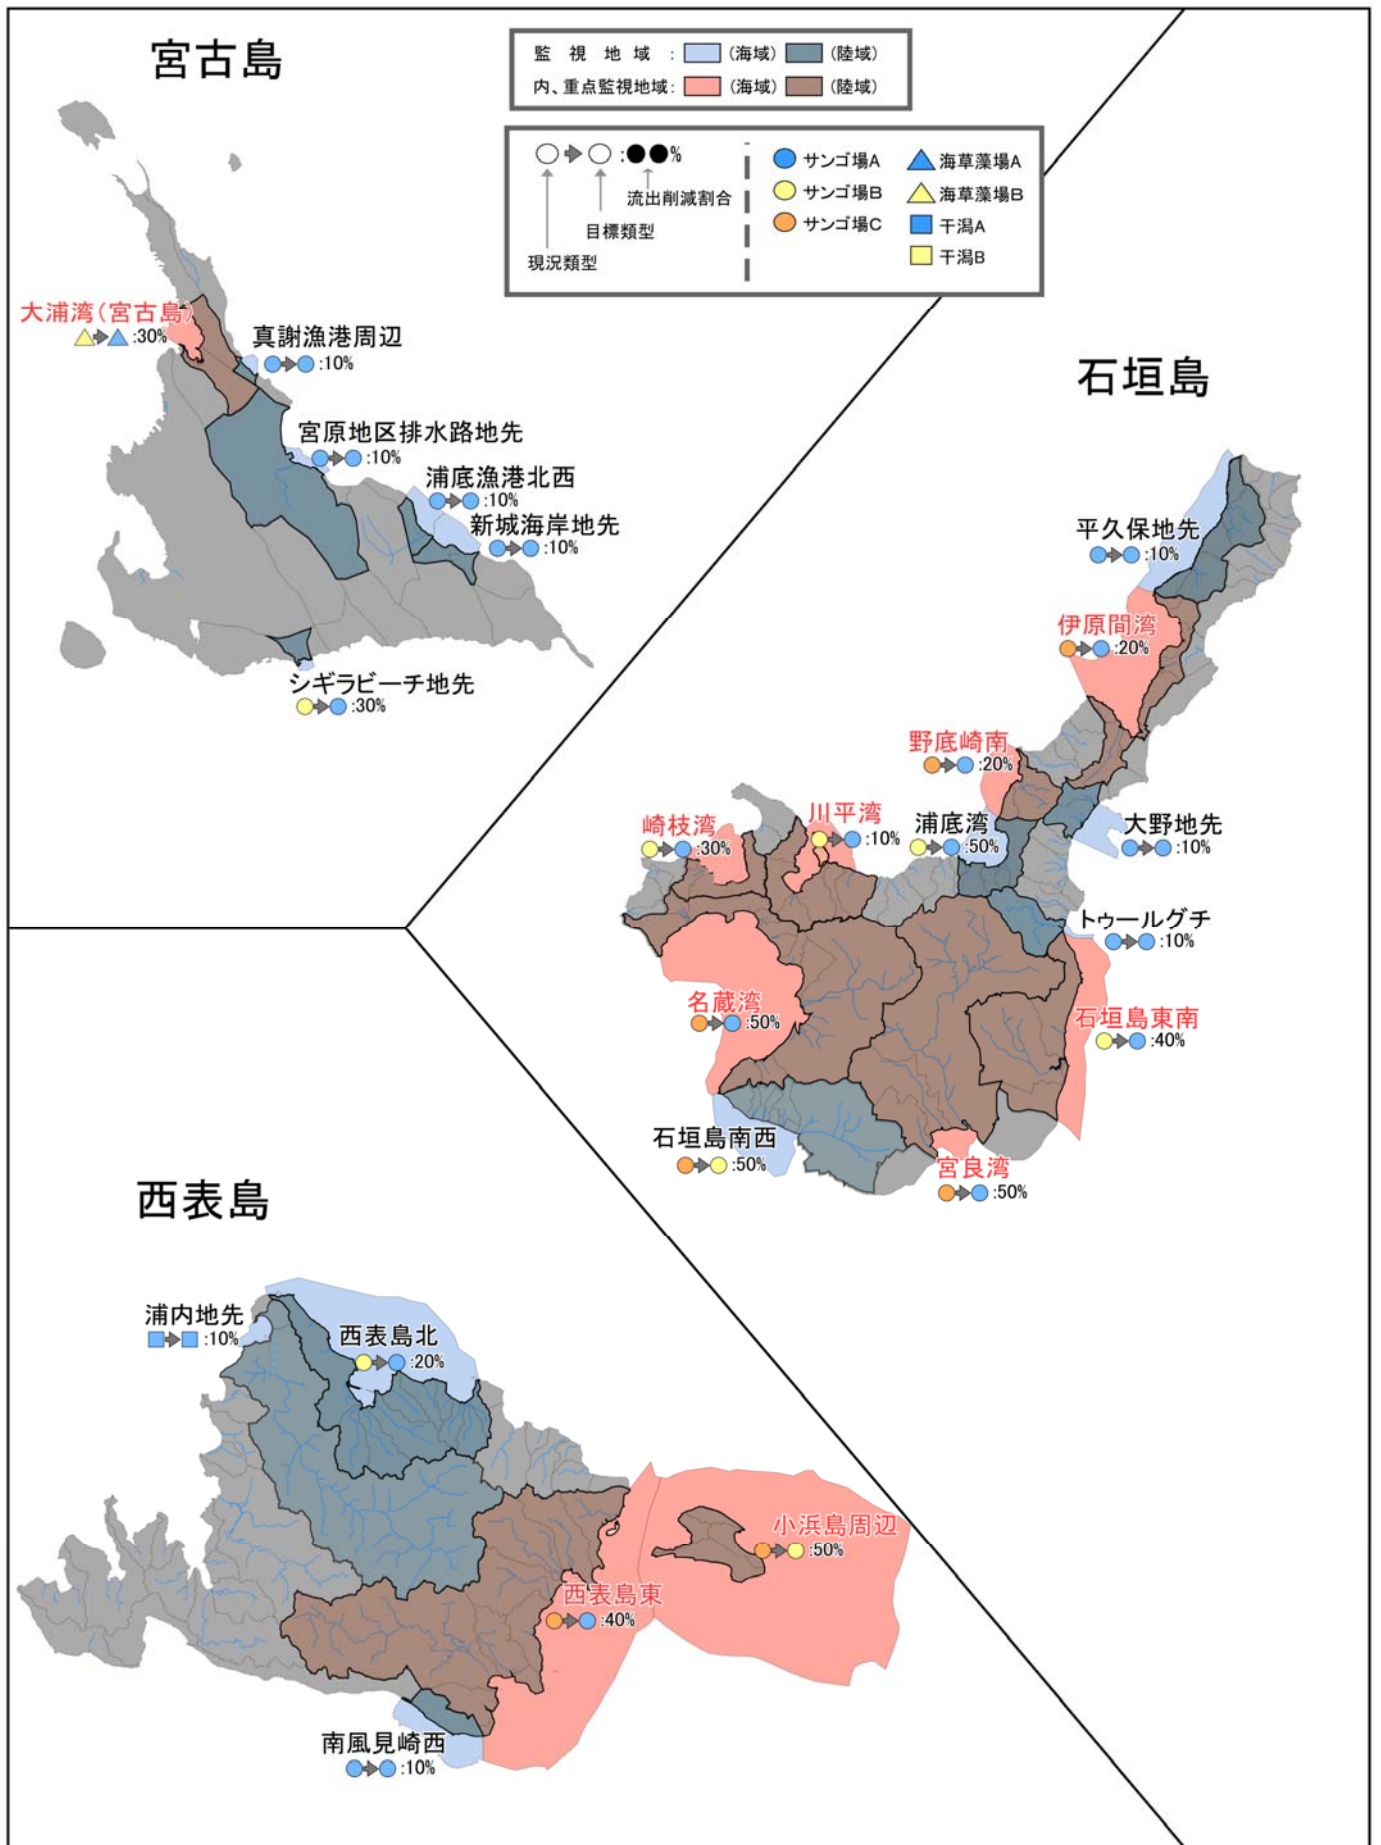 宮古島
監視地域：(海域)(陸域)
内、重点監視地域：(海域)(陸域)
:●●%
流出削減割合
目標類型
現況類型
サンゴ場A
サンゴ場B
サンゴ場C
海草藻場A
海草藻場B
干潟A
干潟B
大浦湾(宮古島)
:30%
真謝漁港周辺
:10%
宮原地区排水路地先
:10%
浦底漁港北西
:10%
新城海岸地先
:10%
シギラビーチ地先
:30%
石垣島
平久保地先
:10%
伊原間湾
:20%
野底崎南
:20%
川平湾
:10%
崎枝湾
:30%
浦底湾
:50%
大野地先
:10%
トゥールグチ
:10%
名蔵湾
:50%
石垣島東南
:40%
石垣島南西
:50%
宮良湾
:50%
西表島
浦内地先
:10%
西表島北
:20%
小浜島周辺
:50%
西表島東
:40%
南風見崎西
:10%